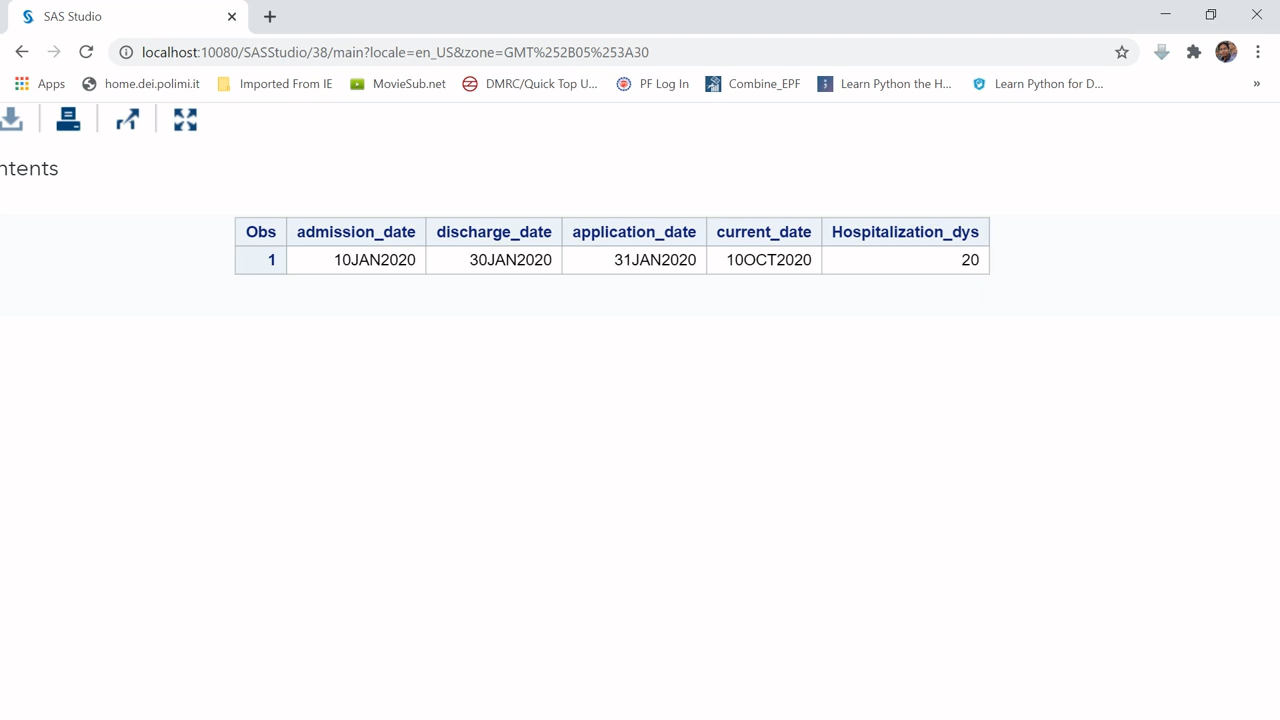 SAS Studio
localhost:10080/SASStudio/38/main?locale=en_US&zone=GMT%252B05%253A30
Apps home.dei.polimi.it Imported From IE MovieSub.net DMRC/Quick Top U... PF Log In Combine_EPF Learn Python the H... Learn Python for D... »
ntents
Obs admission_date discharge_date application_date current_date Hospitalization_dys
1 10JAN2020 30JAN2020 31JAN2020 10OCT2020 20